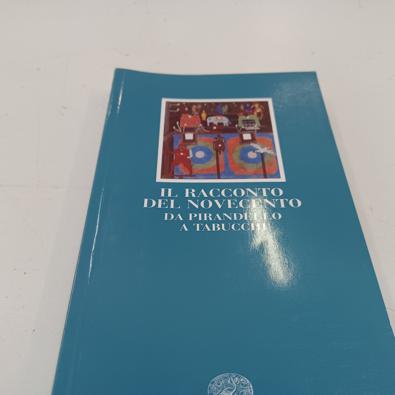 IL RACCONTO
DEL NOVECENTO
DA PIRANDELLO
A TABUCCHI